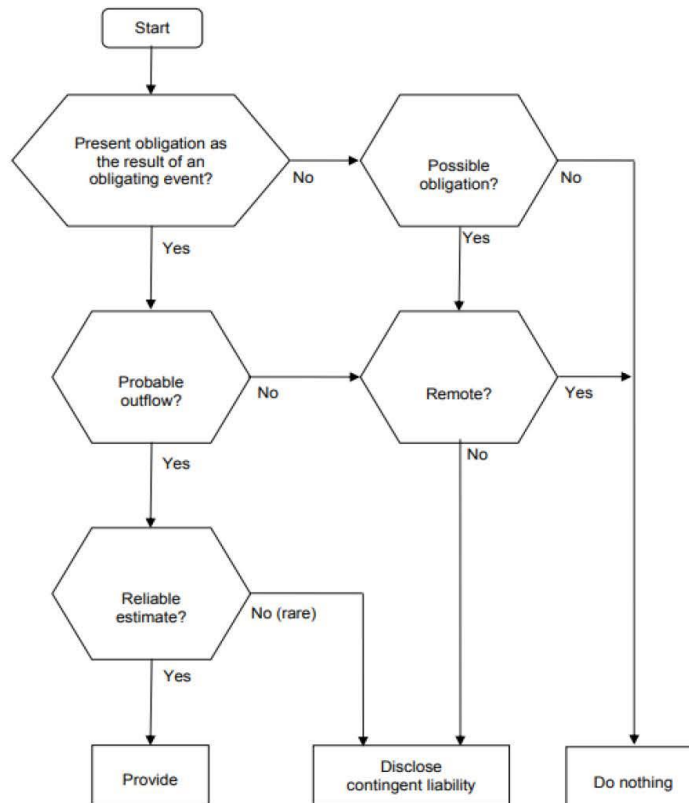 Start
Present obligation as
the result of an
obligating event?
No
Possible
obligation?
No
Yes
Yes
Probable
outflow?
No
Remote?
Yes
Yes
No
Reliable
estimate?
No (rare)
Yes
Provide
Disclose
contingent liability
Do nothing